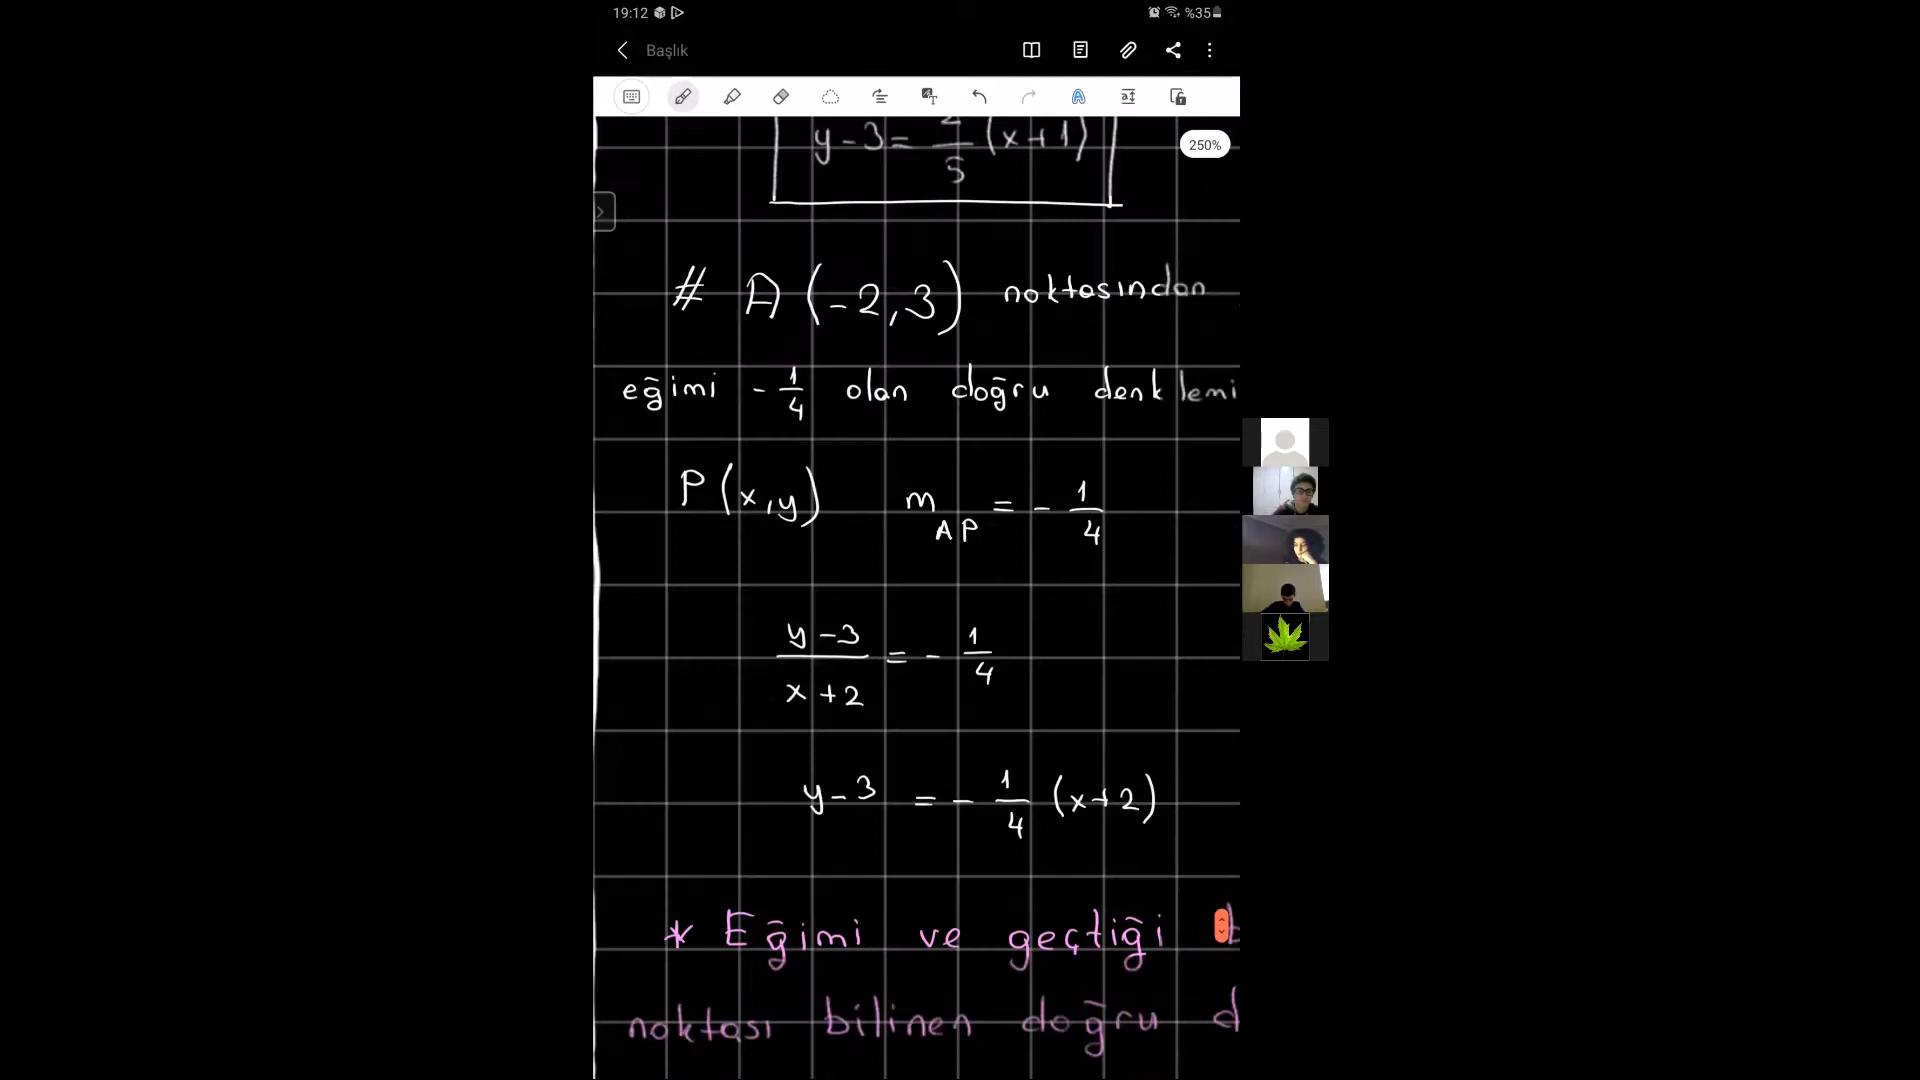 19:12 %35
Başlık
250%
y-3= 2/5 (x+1)
# A (-2,3) noktasından
eğimi -1/4 olan doğru denklemi
P(x,y) m AP = -1/4
y-3/x+2 = -1/4
y-3 = -1/4 (x+2)
* Eğimi ve geçtiği
noktası bilinen doğru d